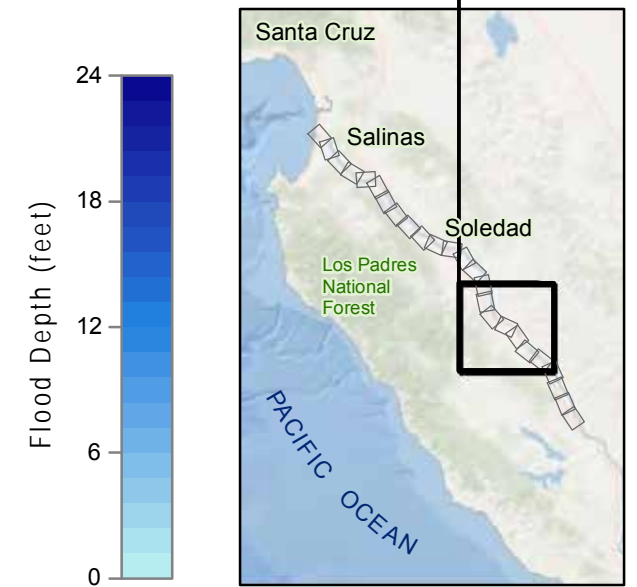 24
18
12
6
0
Flood Depth (feet)
Santa Cruz
Salinas
Soledad
Los Padres
National
Forest
PACIFIC OCEAN